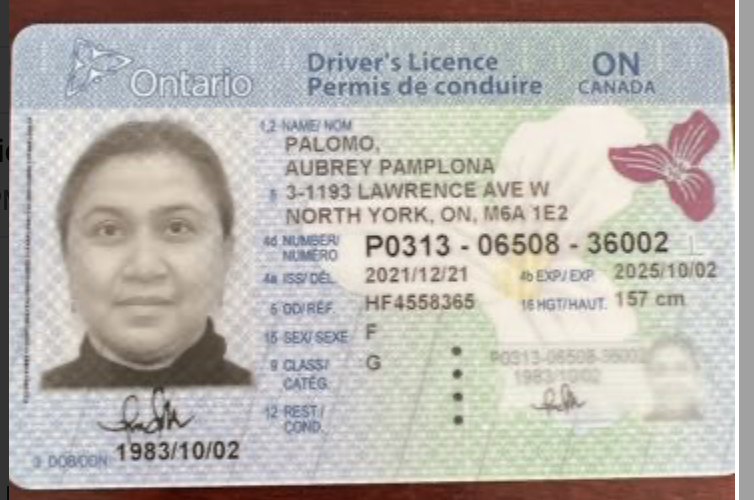 Ontario
Driver's Licence
Permis de conduire
ON
CANADA
1,2 NAME/ NOM
PALOMO,
AUBREY PAMPLONA
8 3-1193 LAWRENCE AVE W
NORTH YORK, ON, M6A 1E2
4d NUMBER/ NUMÉRO P0313 - 06508 - 36002
4a ISS/ DÉL. 2021/12/21 4b EXP./ EXP. 2025/10/02
5 DD/RÉF. HF4558365 16 HGT/HAUT. 157 cm
15 SEX/ SEXE F
9 CLASS/ CATÉG. G
P0313-06508-36002
1983/10/02
12 REST./ COND.
3 DOB/DDN 1983/10/02